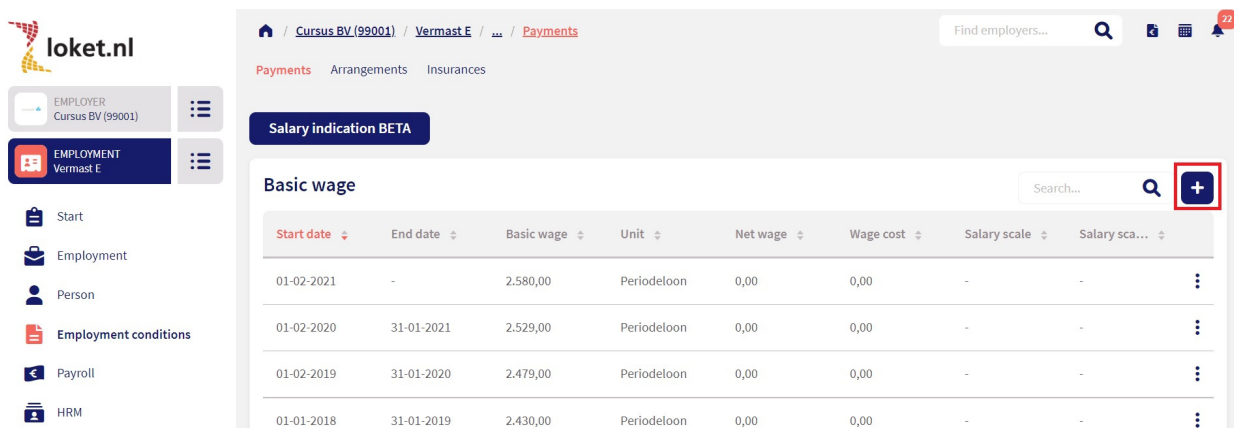 loket.nl
/ Cursus BV (99001) / Vermast E / ... / Payments
Find employers...
22
Payments Arrangements Insurances
EMPLOYER
Cursus BV (99001)
EMPLOYMENT
Vermast E
Start
Employment
Person
Employment conditions
Payroll
HRM
Salary indication BETA
Basic wage
Search...
+
Start date End date Basic wage Unit Net wage Wage cost Salary scale Salary sca...
01-02-2021 - 2.580,00 Periodeloon 0,00 0,00 - -
01-02-2020 31-01-2021 2.529,00 Periodeloon 0,00 0,00 - -
01-02-2019 31-01-2020 2.479,00 Periodeloon 0,00 0,00 - -
01-01-2018 31-01-2019 2.430,00 Periodeloon 0,00 0,00 - -